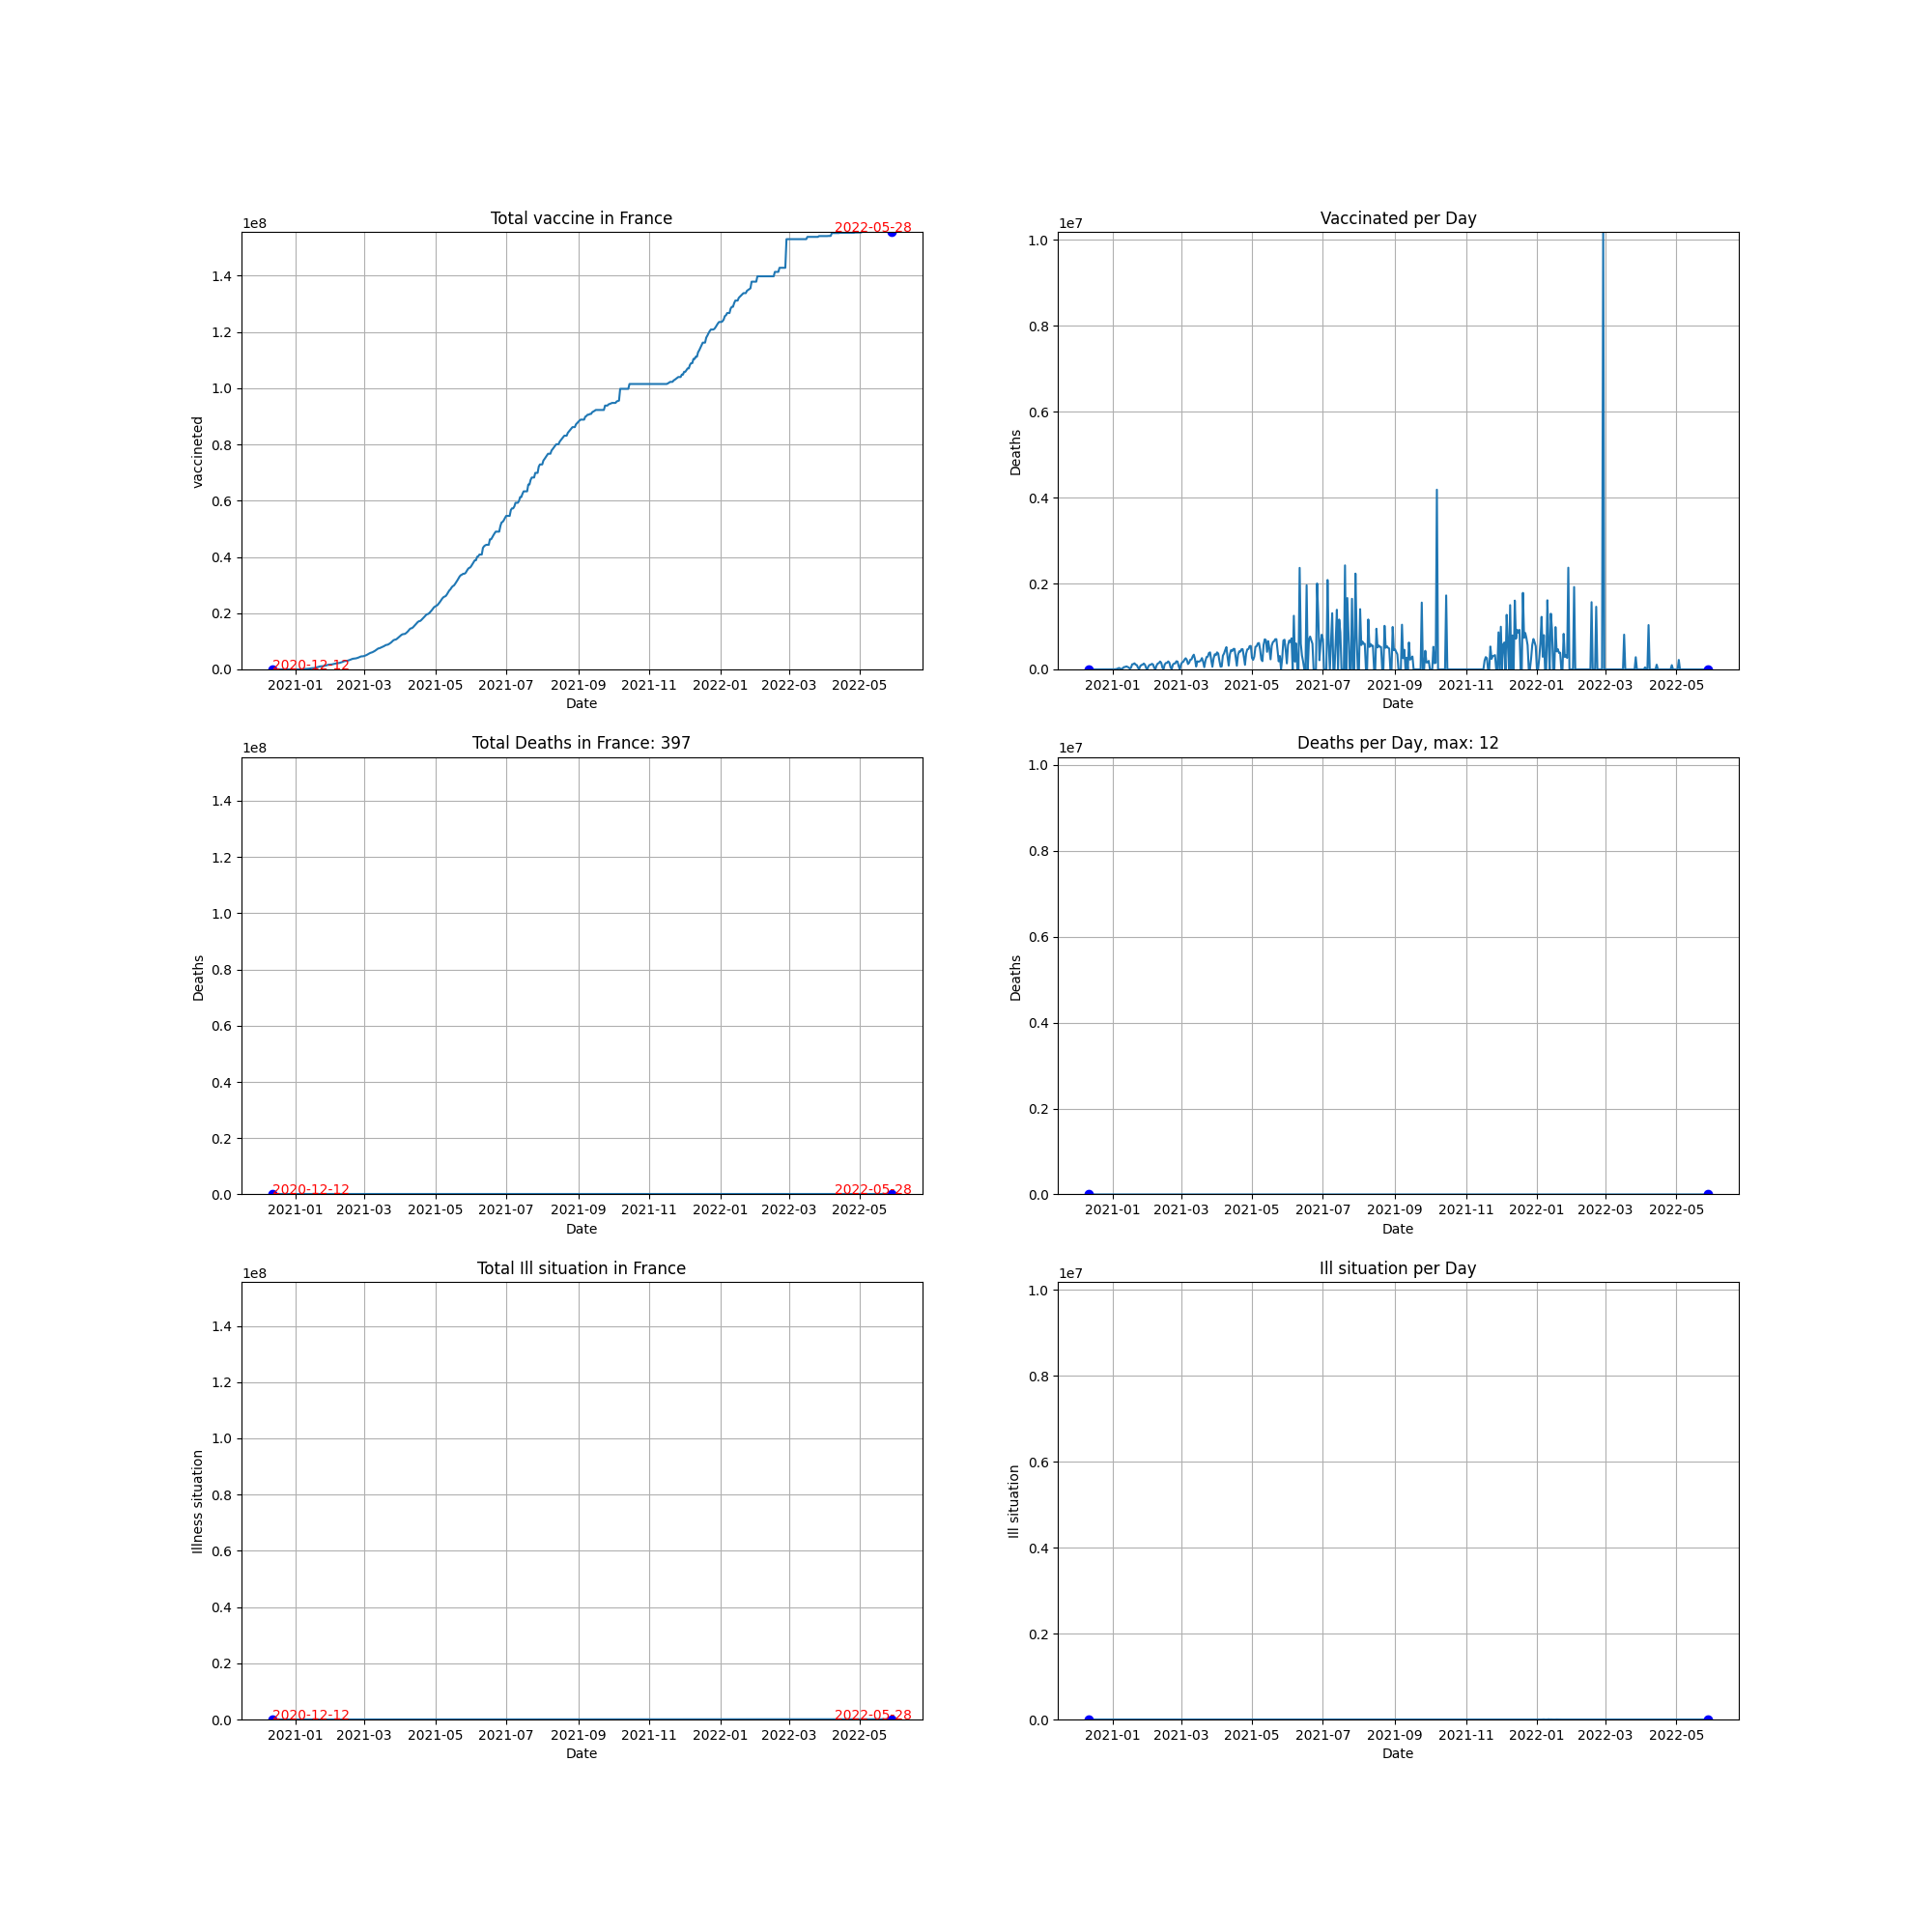 Total vaccine in France
1e8
2022-05-28
1.4
1.2
1.0
0.8
0.6
0.4
0.2
0.0
vaccineted
2020-12-12
2021-01 2021-03 2021-05 2021-07 2021-09 2021-11 2022-01 2022-03 2022-05
Date
Vaccinated per Day
1e7
1.0
0.8
0.6
0.4
0.2
0.0
Deaths
2021-01 2021-03 2021-05 2021-07 2021-09 2021-11 2022-01 2022-03 2022-05
Date
Total Deaths in France: 397
1e8
1.4
1.2
1.0
0.8
0.6
0.4
0.2
0.0
Deaths
2020-12-12
2022-05-28
2021-01 2021-03 2021-05 2021-07 2021-09 2021-11 2022-01 2022-03 2022-05
Date
Deaths per Day, max: 12
1e7
1.0
0.8
0.6
0.4
0.2
0.0
Deaths
2021-01 2021-03 2021-05 2021-07 2021-09 2021-11 2022-01 2022-03 2022-05
Date
Total Ill situation in France
1e8
1.4
1.2
1.0
0.8
0.6
0.4
0.2
0.0
Illness situation
2020-12-12
2022-05-28
2021-01 2021-03 2021-05 2021-07 2021-09 2021-11 2022-01 2022-03 2022-05
Date
Ill situation per Day
1e7
1.0
0.8
0.6
0.4
0.2
0.0
Ill situation
2021-01 2021-03 2021-05 2021-07 2021-09 2021-11 2022-01 2022-03 2022-05
Date